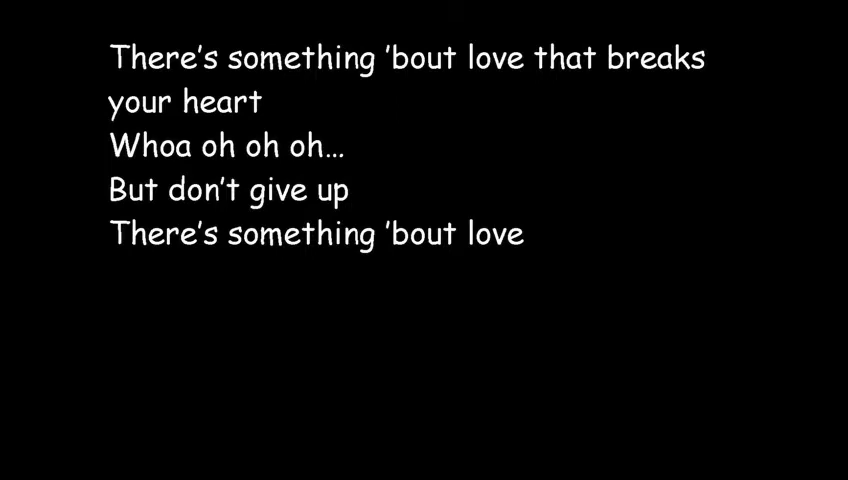 There’s something ’bout love that breaks
your heart
Whoa oh oh oh…
But don’t give up
There’s something ’bout love